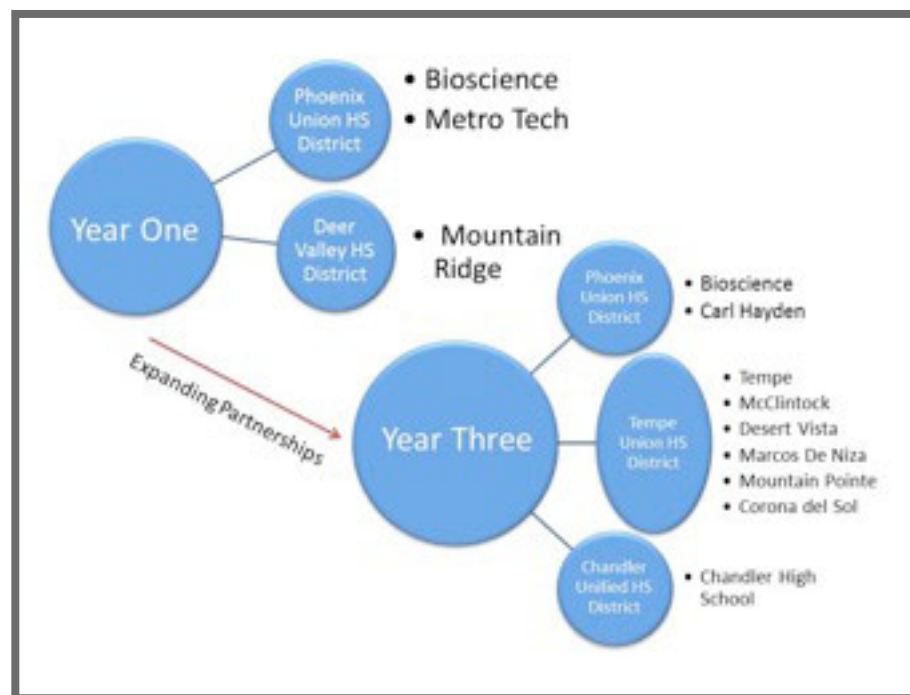 Phoenix
Union HS
District
• Bioscience
• Metro Tech
Year One
Deer
Valley HS
District
• Mountain
Ridge
Expanding Partnerships
Year Three
Phoenix
Union HS
District
• Bioscience
• Carl Hayden
Tempe
Union HS
District
• Tempe
• McClintock
• Desert Vista
• Marcos De Niza
• Mountain Pointe
• Corona del Sol
Chandler
Unified HS
District
• Chandler High
School